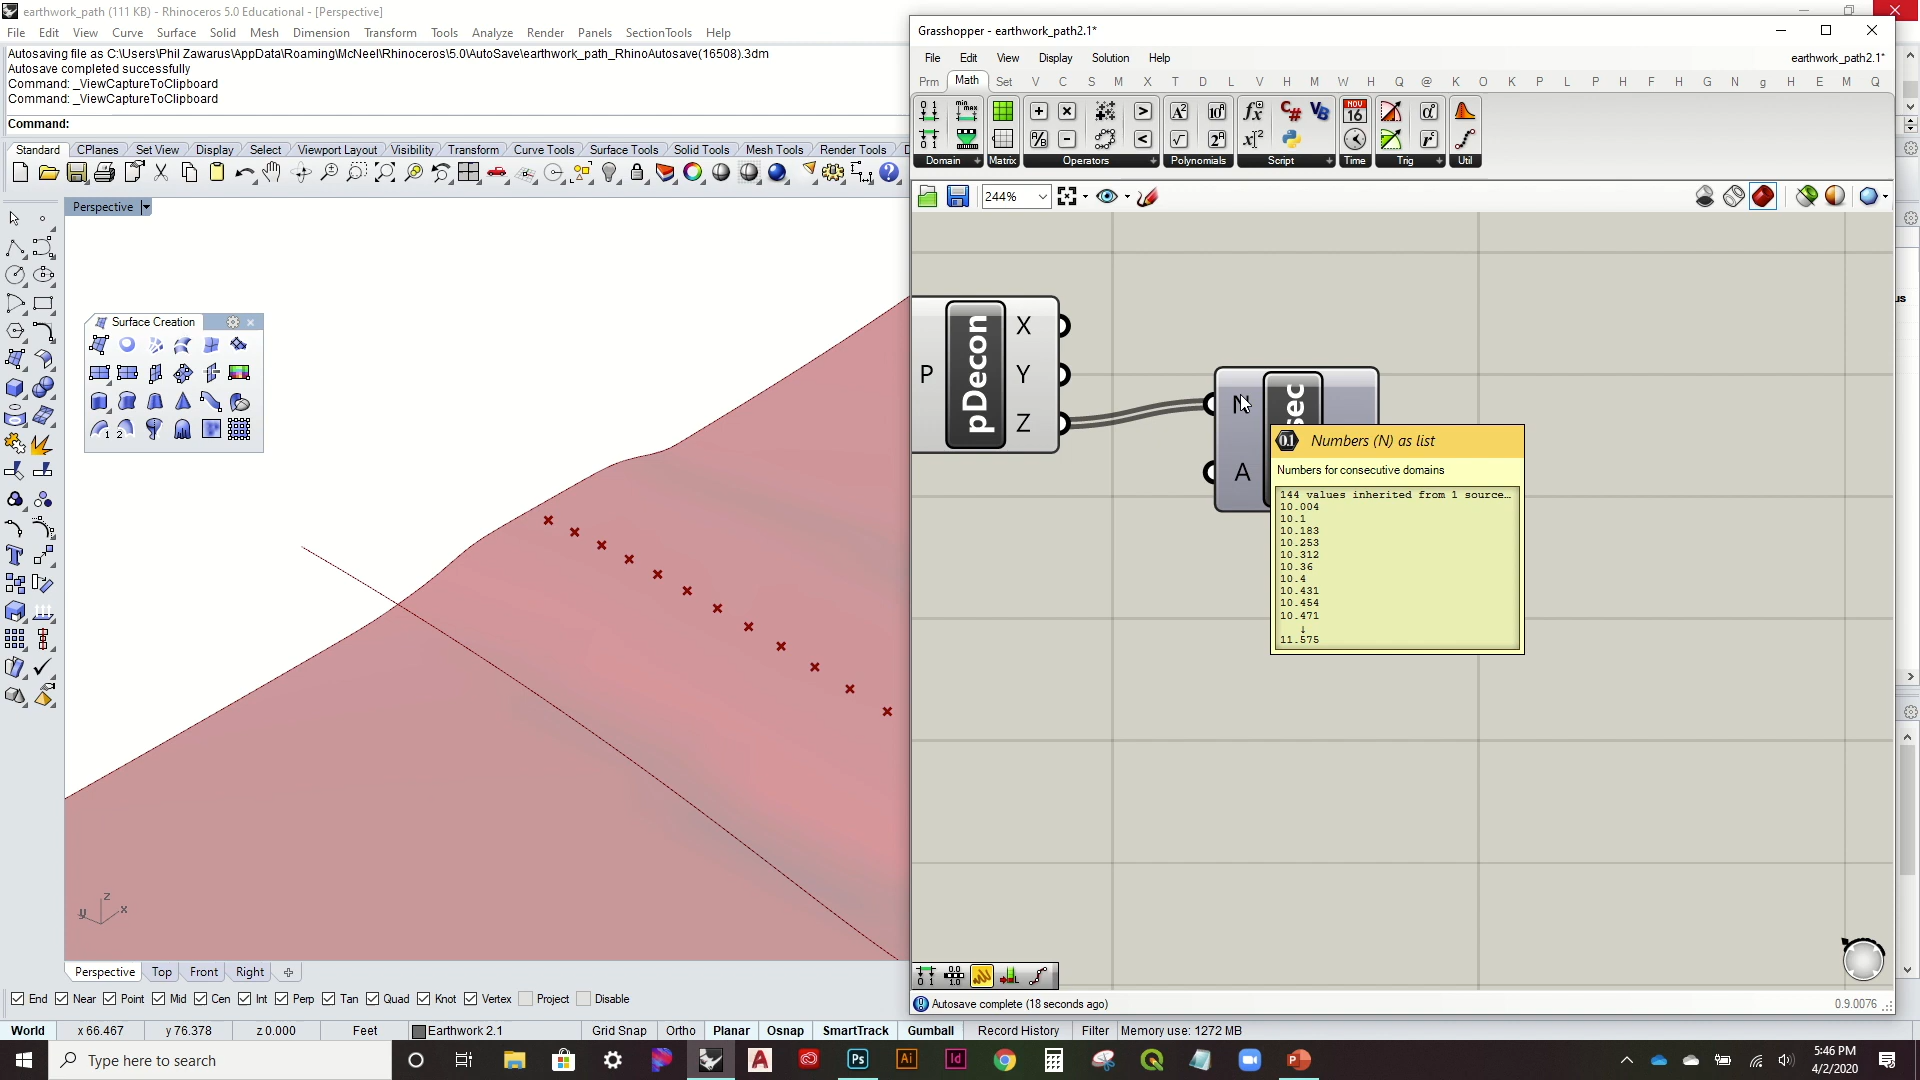 earthwork_path (111 KB) - Rhinoceros 5.0 Educational - [Perspective]
File Edit View Curve Surface Solid Mesh Dimension Transform Tools Analyze Render Panels SectionTools Help
Autosaving file as C:\Users\Phil Zawarus\AppData\Roaming\McNeel\Rhinoceros\5.0\AutoSave\earthwork_path_RhinoAutosave(16508).3dm
Autosave completed successfully
Command: _ViewCaptureToClipboard
Command: _ViewCaptureToClipboard
Command:
Standard CPlanes Set View Display Select Viewport Layout Visibility Transform Curve Tools Surface Tools Solid Tools Mesh Tools Render Tools
Perspective
Surface Creation
z
y x
Perspective Top Front Right
End Near Point Mid Cen Int Perp Tan Quad Knot Vertex Project Disable
World x 66.467 y 76.378 z 0.000 Feet Earthwork 2.1 Grid Snap Ortho Planar Osnap SmartTrack Gumball Record History Filter Memory use: 1272 MB
Grasshopper - earthwork_path2.1*
File Edit View Display Solution Help
earthwork_path2.1*
Prm Math Set V C S M X T D L V H M W H Q @ K O K P L P H F H G N g H E M Q
Domain Matrix Operators Polynomials Script Time Trig Util
244%
P pDecon X Y Z
N A sec
Numbers (N) as list
Numbers for consecutive domains
144 values inherited from 1 source...
10.004
10.1
10.183
10.253
10.312
10.36
10.4
10.431
10.454
10.471
↓
11.575
Autosave complete (18 seconds ago)
0.9.0076
Type here to search
5:46 PM
4/2/2020